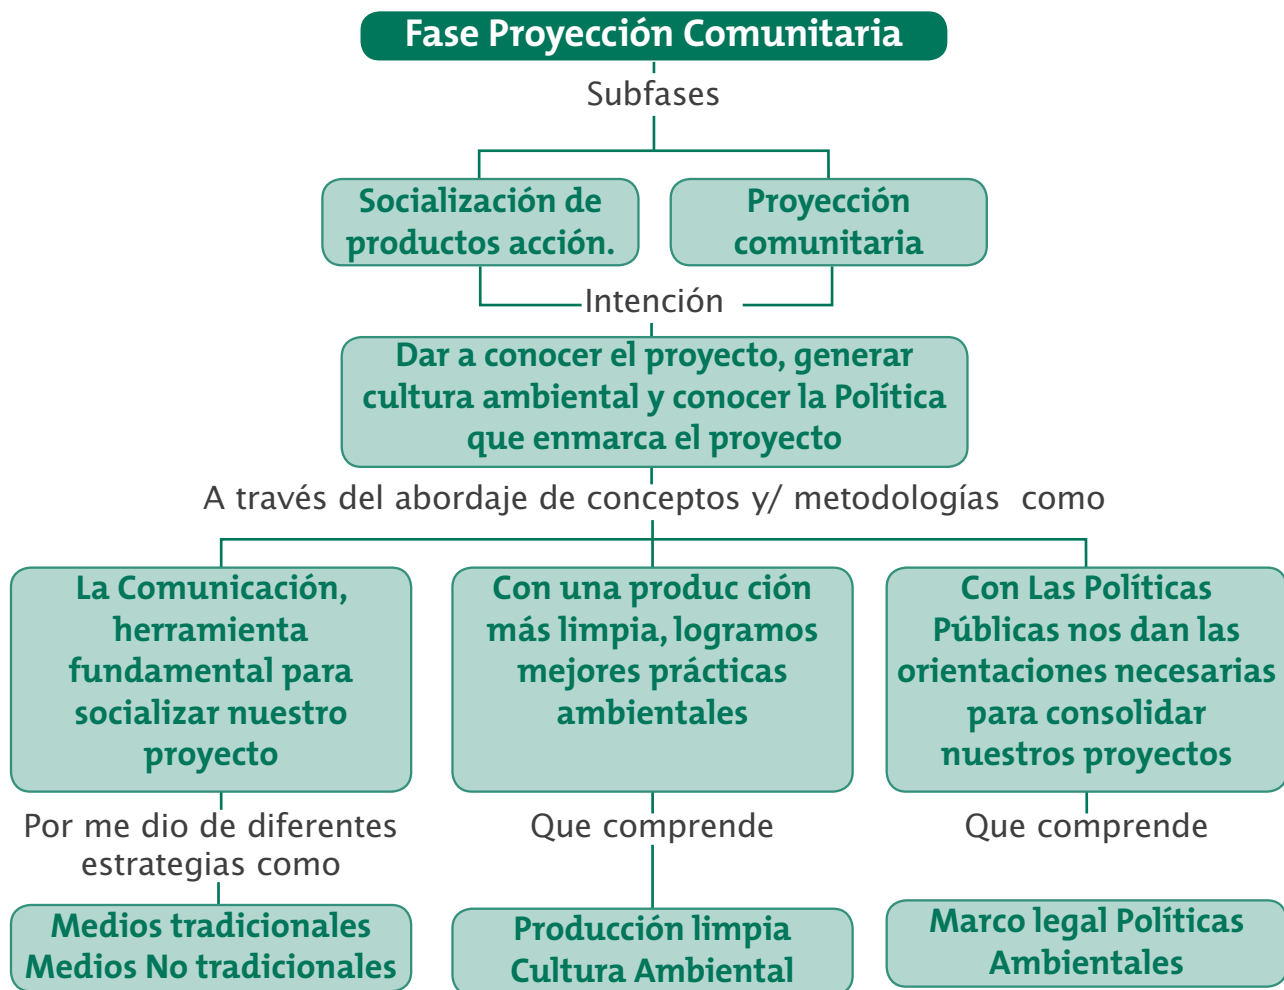 Fase Proyección Comunitaria
Subfases
Socialización de
productos acción.
Proyección
comunitaria
Intención
Dar a conocer el proyecto, generar
cultura ambiental y conocer la Política
que enmarca el proyecto
A través del abordaje de conceptos y/ metodologías como
La Comunicación,
herramienta
fundamental para
socializar nuestro
proyecto
Con una produc ción
más limpia, logramos
mejores prácticas
ambientales
Con Las Políticas
Públicas nos dan las
orientaciones necesarias
para consolidar
nuestros proyectos
Por me dio de diferentes
estrategias como
Que comprende
Que comprende
Medios tradicionales
Medios No tradicionales
Producción limpia
Cultura Ambiental
Marco legal Políticas
Ambientales